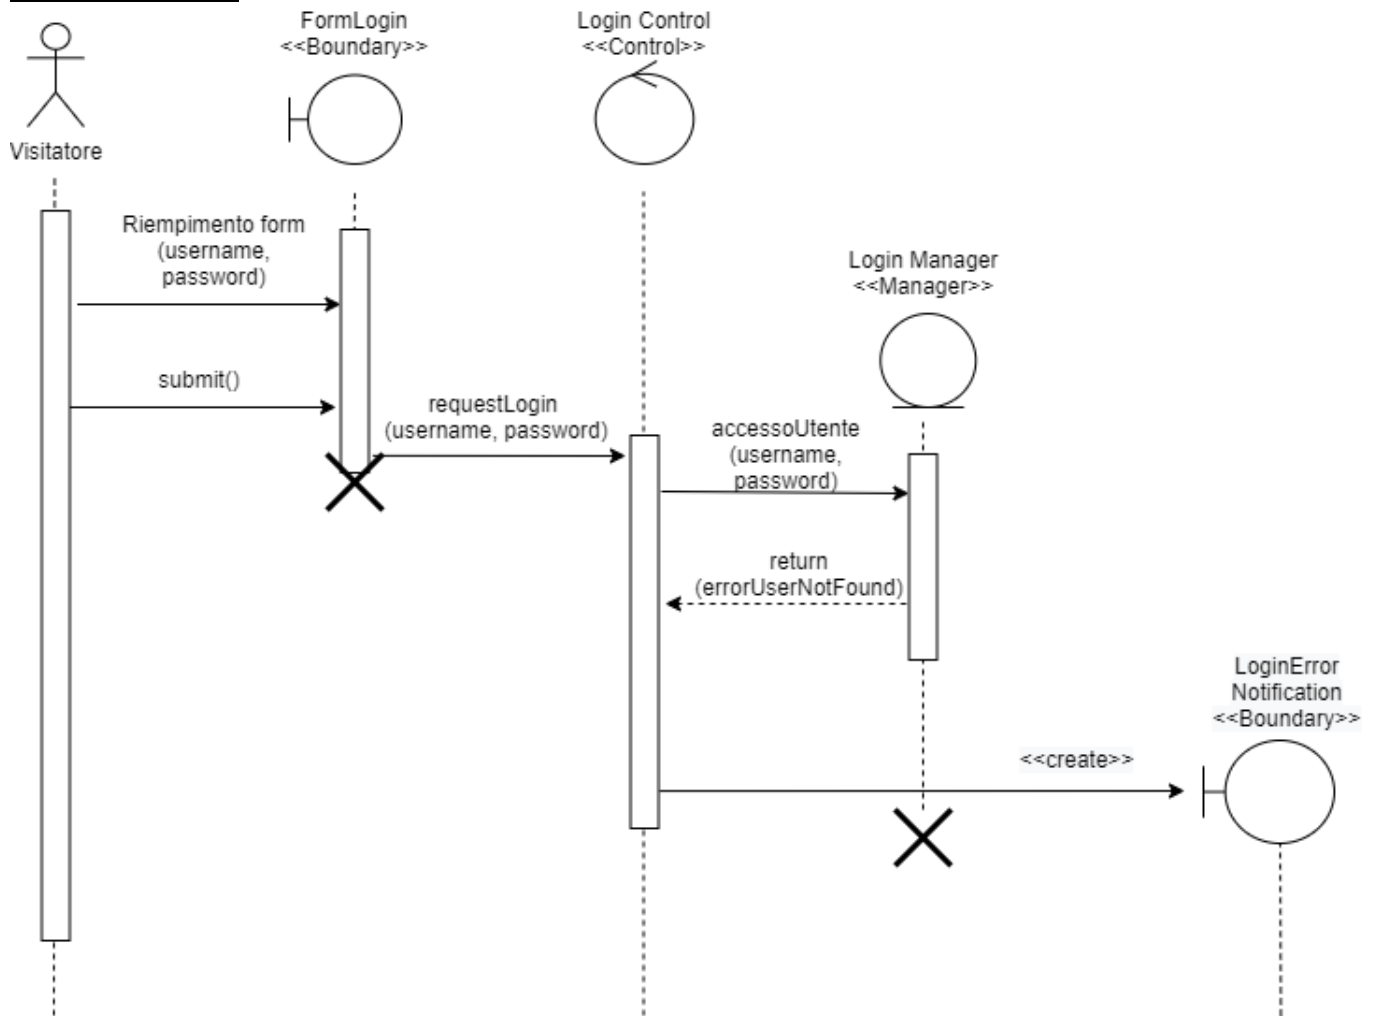 FormLogin
<<Boundary>>
Login Control
<<Control>>
Visitatore
Riempimento form
(username,
password)
Login Manager
<<Manager>>
submit()
requestLogin
(username, password)
accessoUtente
(username,
password)
return
(errorUserNotFound)
LoginError
Notification
<<Boundary>>
<<create>>